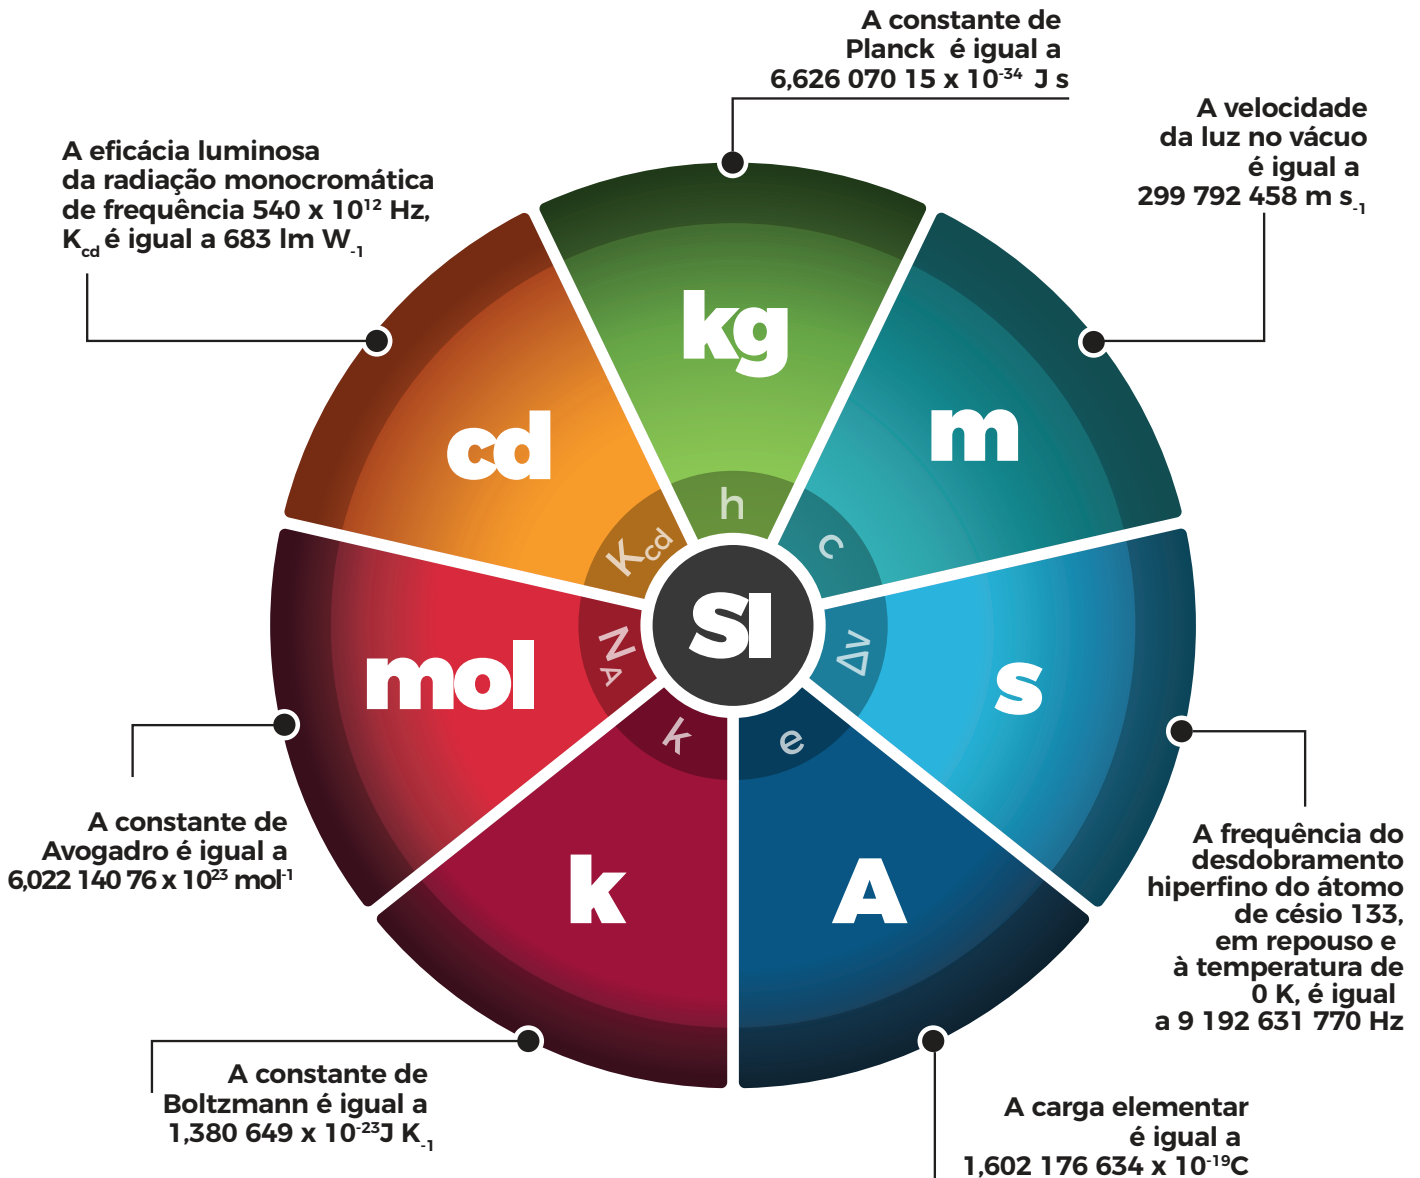 A constante de
Planck é igual a
6,626 070 15 x 10⁻³⁴ J s
A velocidade
da luz no vácuo
é igual a
299 792 458 m s₋₁
A eficácia luminosa
da radiação monocromática
de frequência 540 x 10¹² Hz,
K_cd é igual a 683 lm W₋₁
kg
m
cd
h
c
K_cd
SI
mol
N_A
Δν
s
k
e
k
A
A constante de
Avogadro é igual a
6,022 140 76 x 10²³ mol⁻¹
A frequência do
desdobramento
hiperfino do átomo
de césio 133,
em repouso e
à temperatura de
0 K, é igual
a 9 192 631 770 Hz
A constante de
Boltzmann é igual a
1,380 649 x 10⁻²³J K₋₁
A carga elementar
é igual a
1,602 176 634 x 10⁻¹⁹C